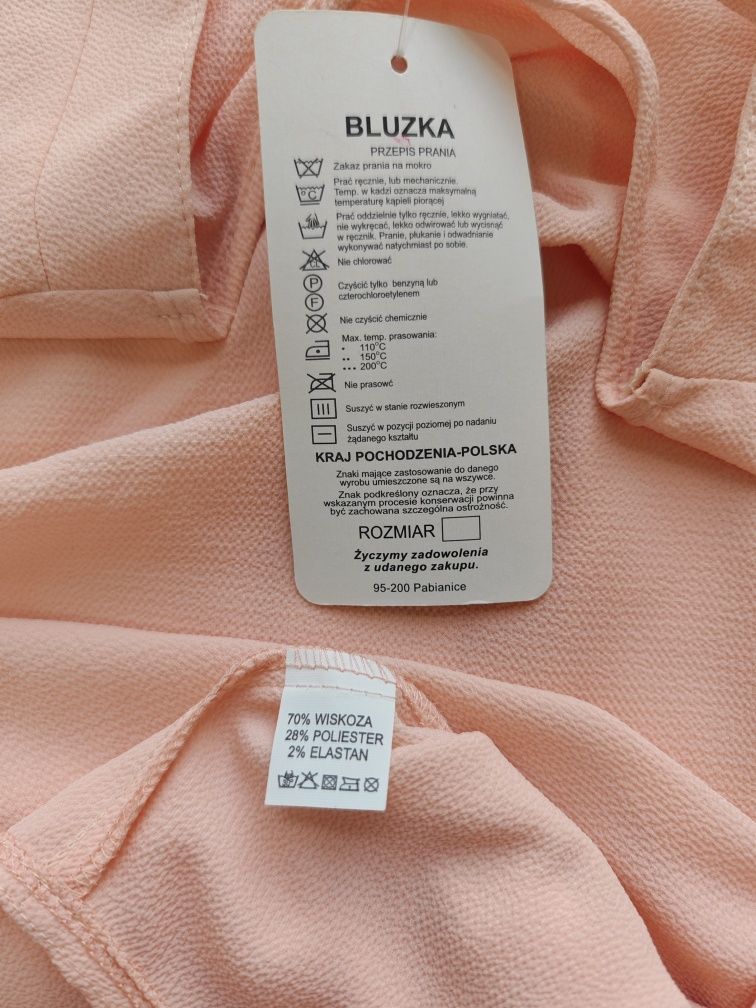 BLUZKA
PRZEPIS PRANIA
Zakaz prania na mokro
Prać ręcznie, lub mechanicznie.
Temp. w kadzi oznacza maksymalną
temperaturę kąpieli piorącej
Prać oddzielnie tylko ręcznie, lekko wygniatać,
nie wykręcać, lekko odwirować lub wycisnąć
w ręcznik. Pranie, płukanie i odwadnianie
wykonywać natychmiast po sobie.
CL
Nie chlorować
P
F
Czyścić tylko benzyną lub
czterochloroetylenem
Nie czyścić chemicznie
Max. temp. prasowania:
• 110°C
•• 150°C
••• 200°C
Nie prasowć
Suszyć w stanie rozwieszonym
Suszyć w pozycji poziomej po nadaniu
żądanego kształtu
KRAJ POCHODZENIA-POLSKA
Znaki mające zastosowanie do danego
wyrobu umieszczone są na wszywce.
Znak podkreślony oznacza, że przy
wskazanym procesie konserwacji powinna
być zachowana szczególna ostrożność.
ROZMIAR
Życzymy zadowolenia
z udanego zakupu.
95-200 Pabianice
70% WISKOZA
28% POLIESTER
2% ELASTAN